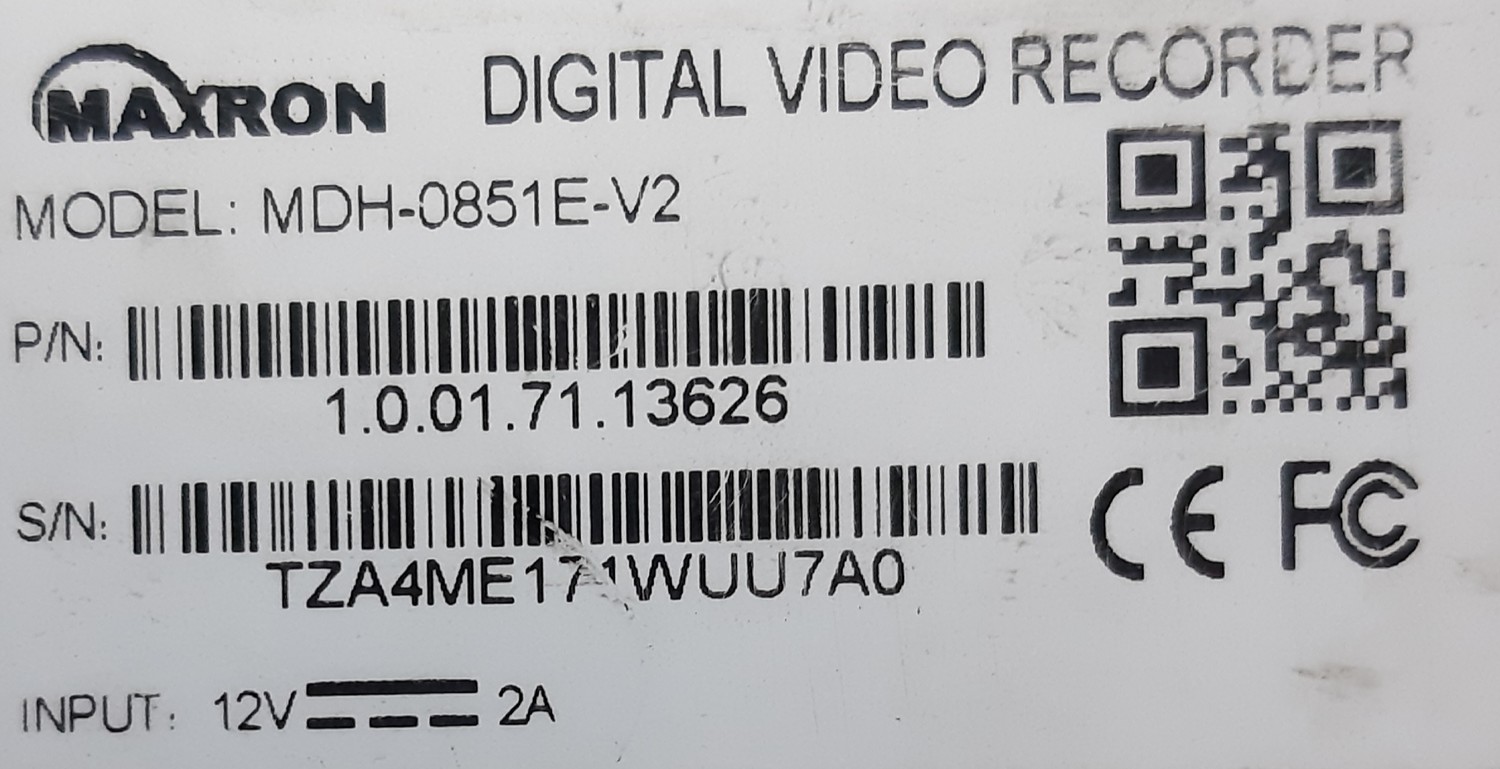 MAXRON DIGITAL VIDEO RECORDER
MODEL: MDH-0851E-V2
P/N:
1.0.01.71.13626
S/N:
TZA4ME171WUU7A0
CE FC
INPUT: 12V 2A